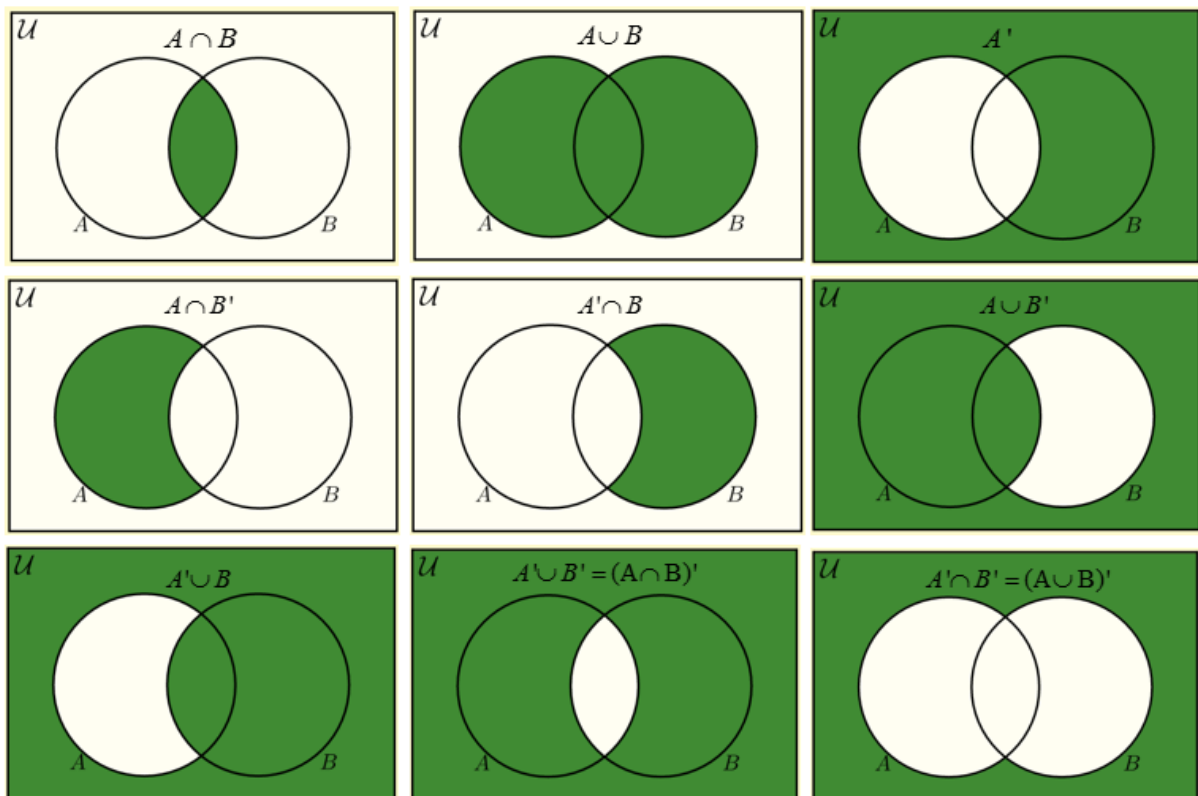 𝒰
A ∩ B
A
B
𝒰
A ∪ B
A
B
𝒰
A'
A
B
𝒰
A ∩ B'
A
B
𝒰
A' ∩ B
A
B
𝒰
A ∪ B'
A
B
𝒰
A' ∪ B
A
B
𝒰
A' ∪ B' = (A ∩ B)'
A
B
𝒰
A' ∩ B' = (A ∪ B)'
A
B